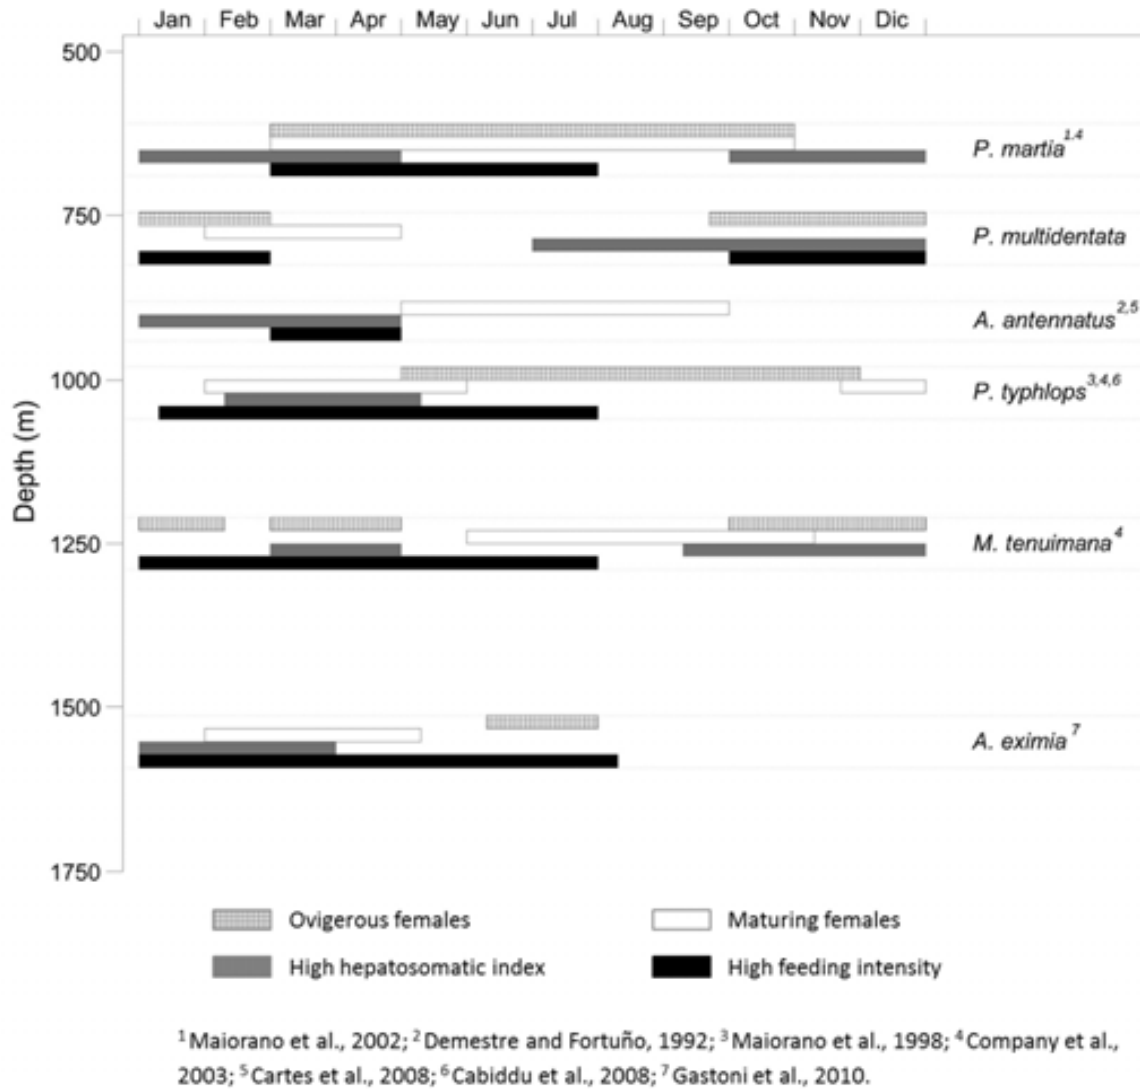 Jan Feb Mar Apr May Jun Jul Aug Sep Oct Nov Dic
500
P. martia1,4
750
P. multidentata
A. antennatus2,5
1000
P. typhlops3,4,6
Depth (m)
1250
M. tenuimana4
1500
A. eximia7
1750
Ovigerous females Maturing females
High hepatosomatic index High feeding intensity
1 Maiorano et al., 2002; 2 Demestre and Fortuño, 1992; 3 Maiorano et al., 1998; 4 Company et al.,
2003; 5 Cartes et al., 2008; 6 Cabiddu et al., 2008; 7 Gastoni et al., 2010.